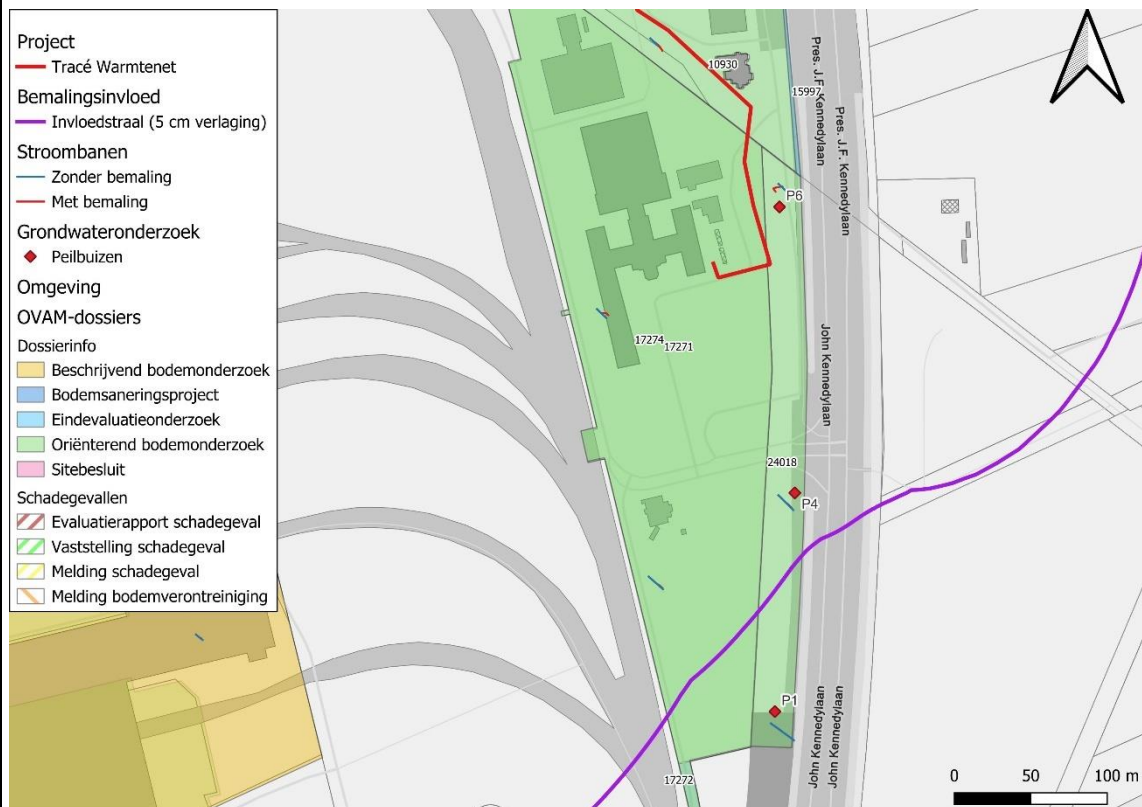 Project
Tracé Warmtenet
Bemalingsinvloed
Invloedstraal (5 cm verlaging)
Stroombanen
Zonder bemaling
Met bemaling
Grondwateronderzoek
Peilbuizen
Omgeving
OVAM-dossiers
Dossierinfo
Beschrijvend bodemonderzoek
Bodemsaneringsproject
Eindevaluatieonderzoek
Oriënterend bodemonderzoek
Sitebesluit
Schadegevallen
Evaluatierapport schadegeval
Vaststelling schadegeval
Melding schadegeval
Melding bodemverontreiniging
10930
15997
Pres. J.F. Kennedylaan
Pres. J.F. Kennedylaan
P6
17274
17271
John Kennedylaan
24018
P4
P1
John Kennedylaan
John Kennedylaan
17272
0 50 100 m